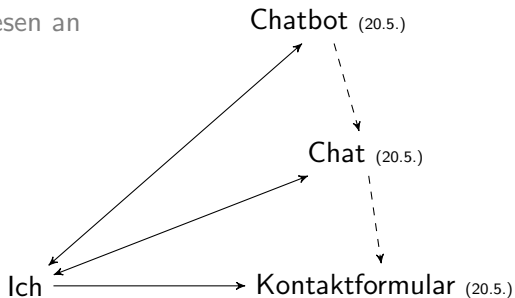 esen an
Chatbot (20.5.)
Chat (20.5.)
Ich
Kontaktformular (20.5.)